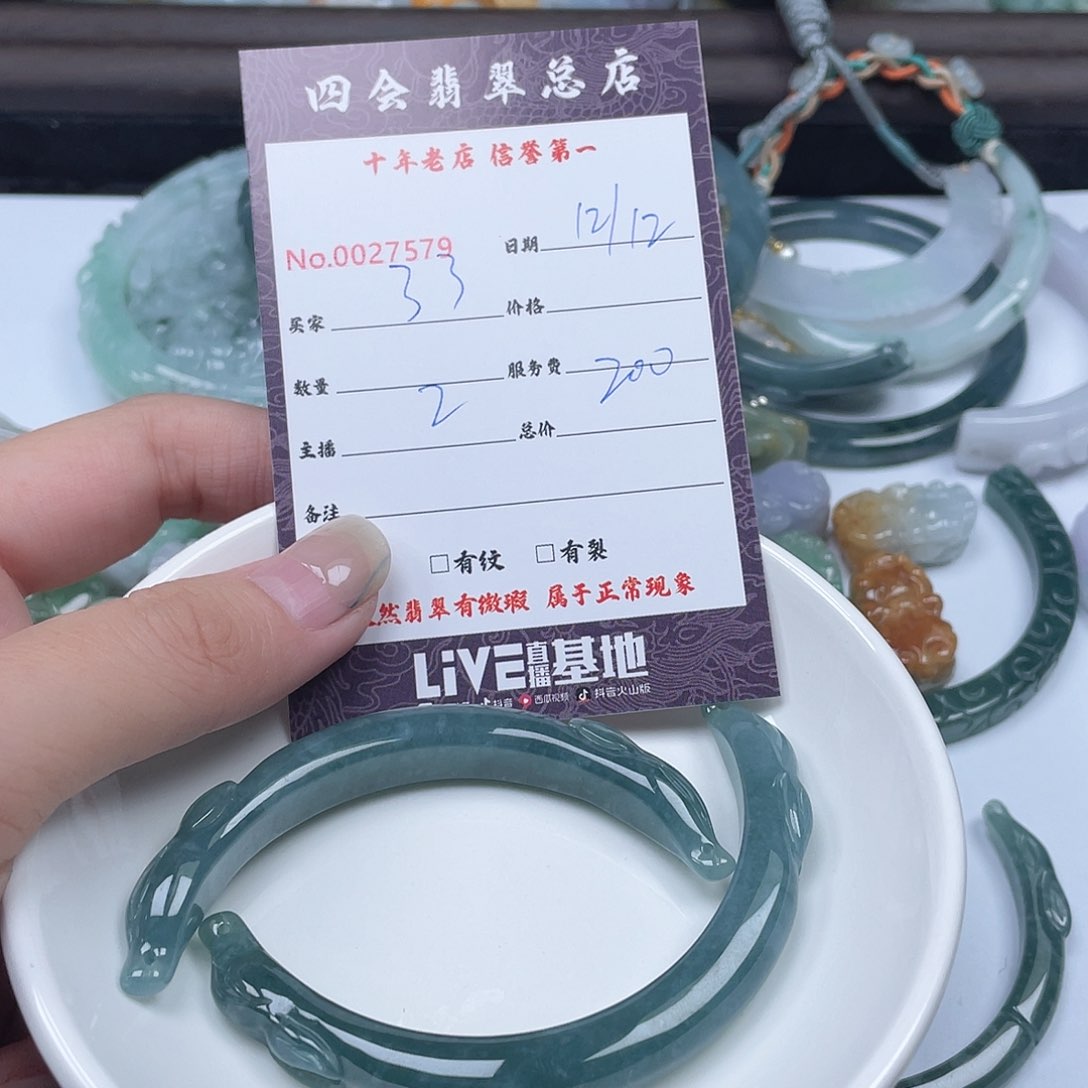 四会翡翠总店
十年老店 信誉第一
No.0027579
日期 12/12
买家 33
价格
数量 2
服务费 200
主播
总价
备注
□有纹 □有裂
然翡翠有微瑕 属于正常现象
LiVE直播基地
抖音 西瓜视频 抖音火山版